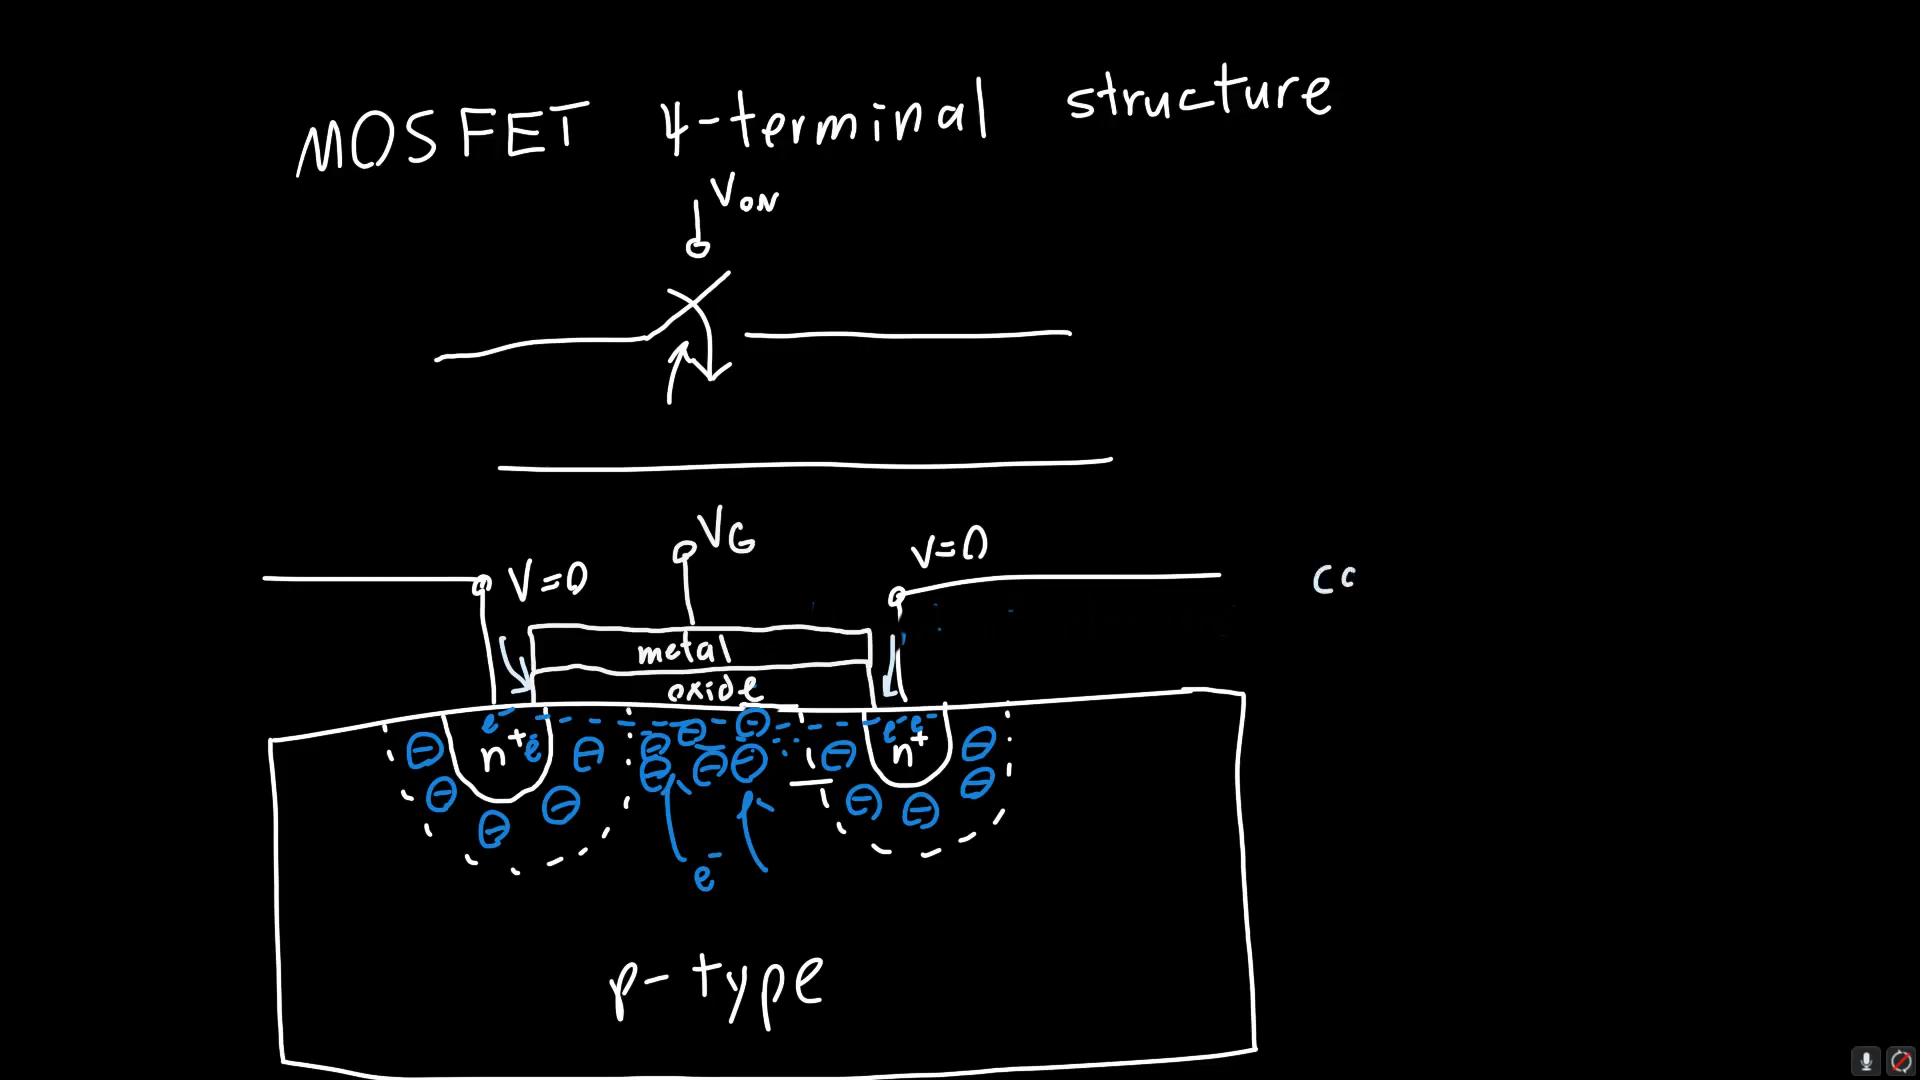 MOSFET 4-terminal structure
VON
VG
V=0
V=0
cc
metal
oxide
e-
e-
e-
n+
e-
n+
e-
p-type